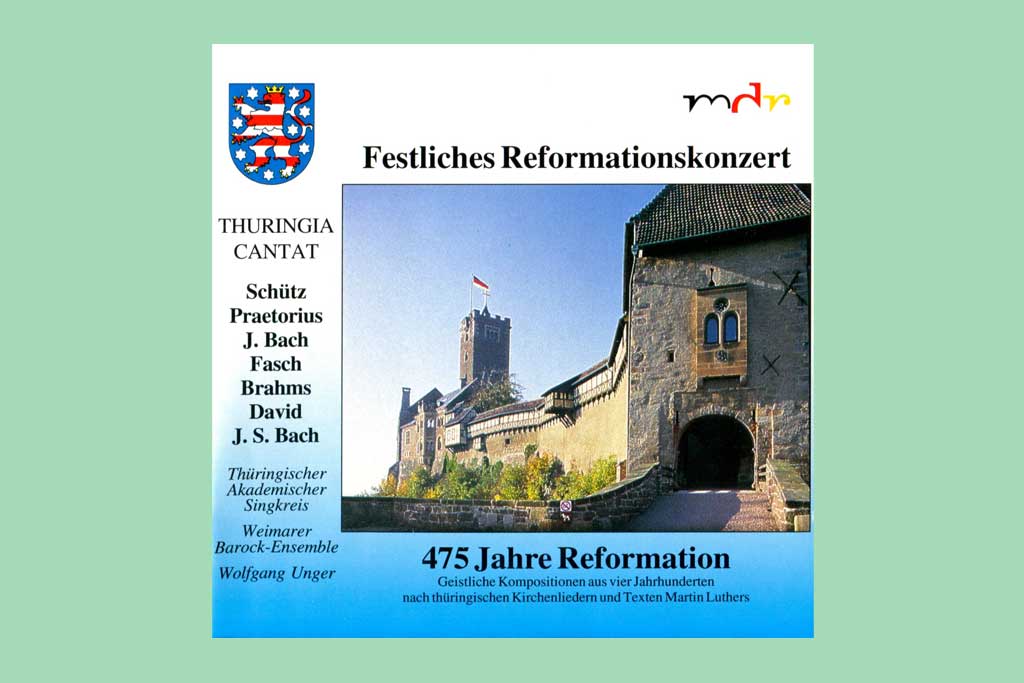 mdr
Festliches Reformationskonzert
THURINGIA
CANTAT
Schütz
Praetorius
J. Bach
Fasch
Brahms
David
J. S. Bach
Thüringischer
Akademischer
Singkreis
Weimarer
Barock-Ensemble
Wolfgang Unger
475 Jahre Reformation
Geistliche Kompositionen aus vier Jahrhunderten
nach thüringischen Kirchenliedern und Texten Martin Luthers